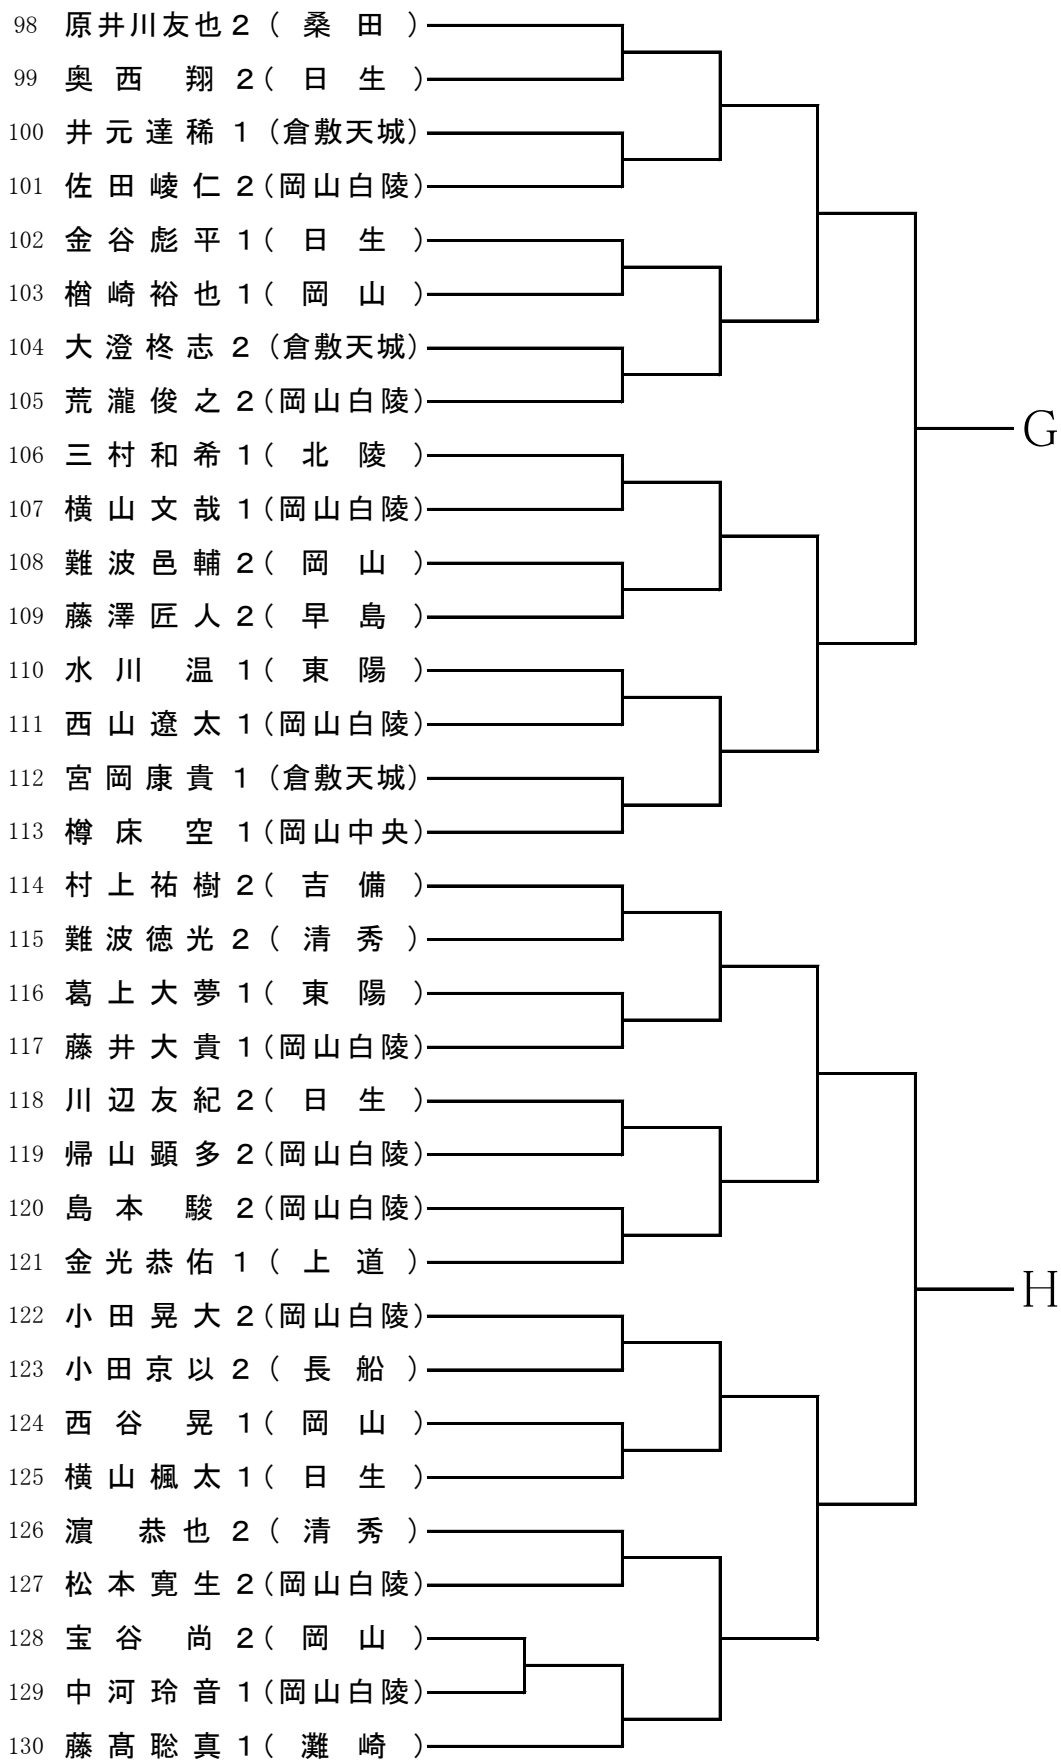 98 原井川友也 2 ( 桑 田 )
99 奥西 翔 2 ( 日 生 )
100 井元達稀 1 (倉敷天城)
101 佐田崚仁 2 (岡山白陵)
102 金谷彪平 1 ( 日 生 )
103 楢崎裕也 1 ( 岡 山 )
104 大澄柊志 2 (倉敷天城)
105 荒瀧俊之 2 (岡山白陵)
G
106 三村和希 1 ( 北 陵 )
107 横山文哉 1 (岡山白陵)
108 難波邑輔 2 ( 岡 山 )
109 藤澤匠人 2 ( 早 島 )
110 水川 温 1 ( 東 陽 )
111 西山遼太 1 (岡山白陵)
112 宮岡康貴 1 (倉敷天城)
113 樽床 空 1 (岡山中央)
114 村上祐樹 2 ( 吉 備 )
115 難波徳光 2 ( 清 秀 )
116 葛上大夢 1 ( 東 陽 )
117 藤井大貴 1 (岡山白陵)
118 川辺友紀 2 ( 日 生 )
119 帰山顕多 2 (岡山白陵)
120 島本 駿 2 (岡山白陵)
121 金光恭佑 1 ( 上 道 )
H
122 小田晃大 2 (岡山白陵)
123 小田京以 2 ( 長 船 )
124 西谷 晃 1 ( 岡 山 )
125 横山楓太 1 ( 日 生 )
126 濵 恭也 2 ( 清 秀 )
127 松本寛生 2 (岡山白陵)
128 宝谷 尚 2 ( 岡 山 )
129 中河玲音 1 (岡山白陵)
130 藤髙聡真 1 ( 灘 崎 )